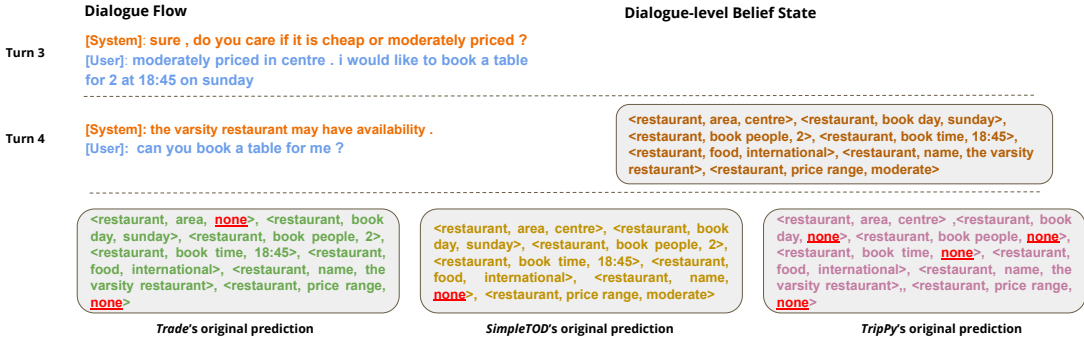 Dialogue Flow
Dialogue-level Belief State
Turn 3
[System]: sure , do you care if it is cheap or moderately priced ?
[User]: moderately priced in centre . i would like to book a table
for 2 at 18:45 on sunday
Turn 4
[System]: the varsity restaurant may have availability .
[User]: can you book a table for me ?
<restaurant, area, centre>, <restaurant, book day, sunday>,
<restaurant, book people, 2>, <restaurant, book time, 18:45>,
<restaurant, food, international>, <restaurant, name, the varsity
restaurant>, <restaurant, price range, moderate>
<restaurant, area, none>, <restaurant, book
day, sunday>, <restaurant, book people, 2>,
<restaurant, book time, 18:45>, <restaurant,
food, international>, <restaurant, name, the
varsity restaurant>, <restaurant, price range,
none>
Trade's original prediction
<restaurant, area, centre>, <restaurant, book
day, sunday>, <restaurant, book people, 2>,
<restaurant, book time, 18:45>, <restaurant,
food, international>, <restaurant, name,
none>, <restaurant, price range, moderate>
SimpleTOD's original prediction
<restaurant, area, centre> ,<restaurant, book
day, none>, <restaurant, book people, none>,
<restaurant, book time, none>, <restaurant,
food, international>, <restaurant, name, the
varsity restaurant>,, <restaurant, price range,
none>
TripPy's original prediction